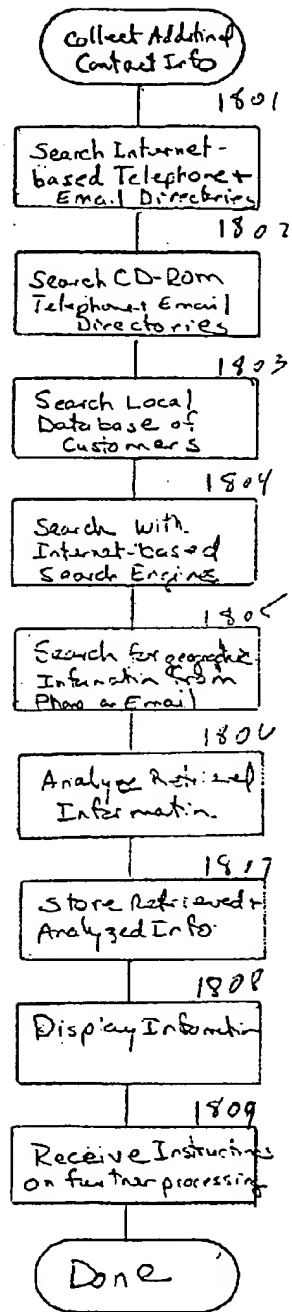 Collect Additional
Contact Info
1801
Search Internet-
based Telephone +
Email Directories
1802
Search CD-ROM
Telephone + Email
Directories
1803
Search Local
Database of
Customers
1804
Search With
Internet-based
Search Engines
1805
Search for geographic
Information from
Phone or Email
1806
Analyze Retrieved
Information
1807
Store Retrieved +
Analyzed Info.
1808
Display Information
1809
Receive Instructions
on further processing
Done